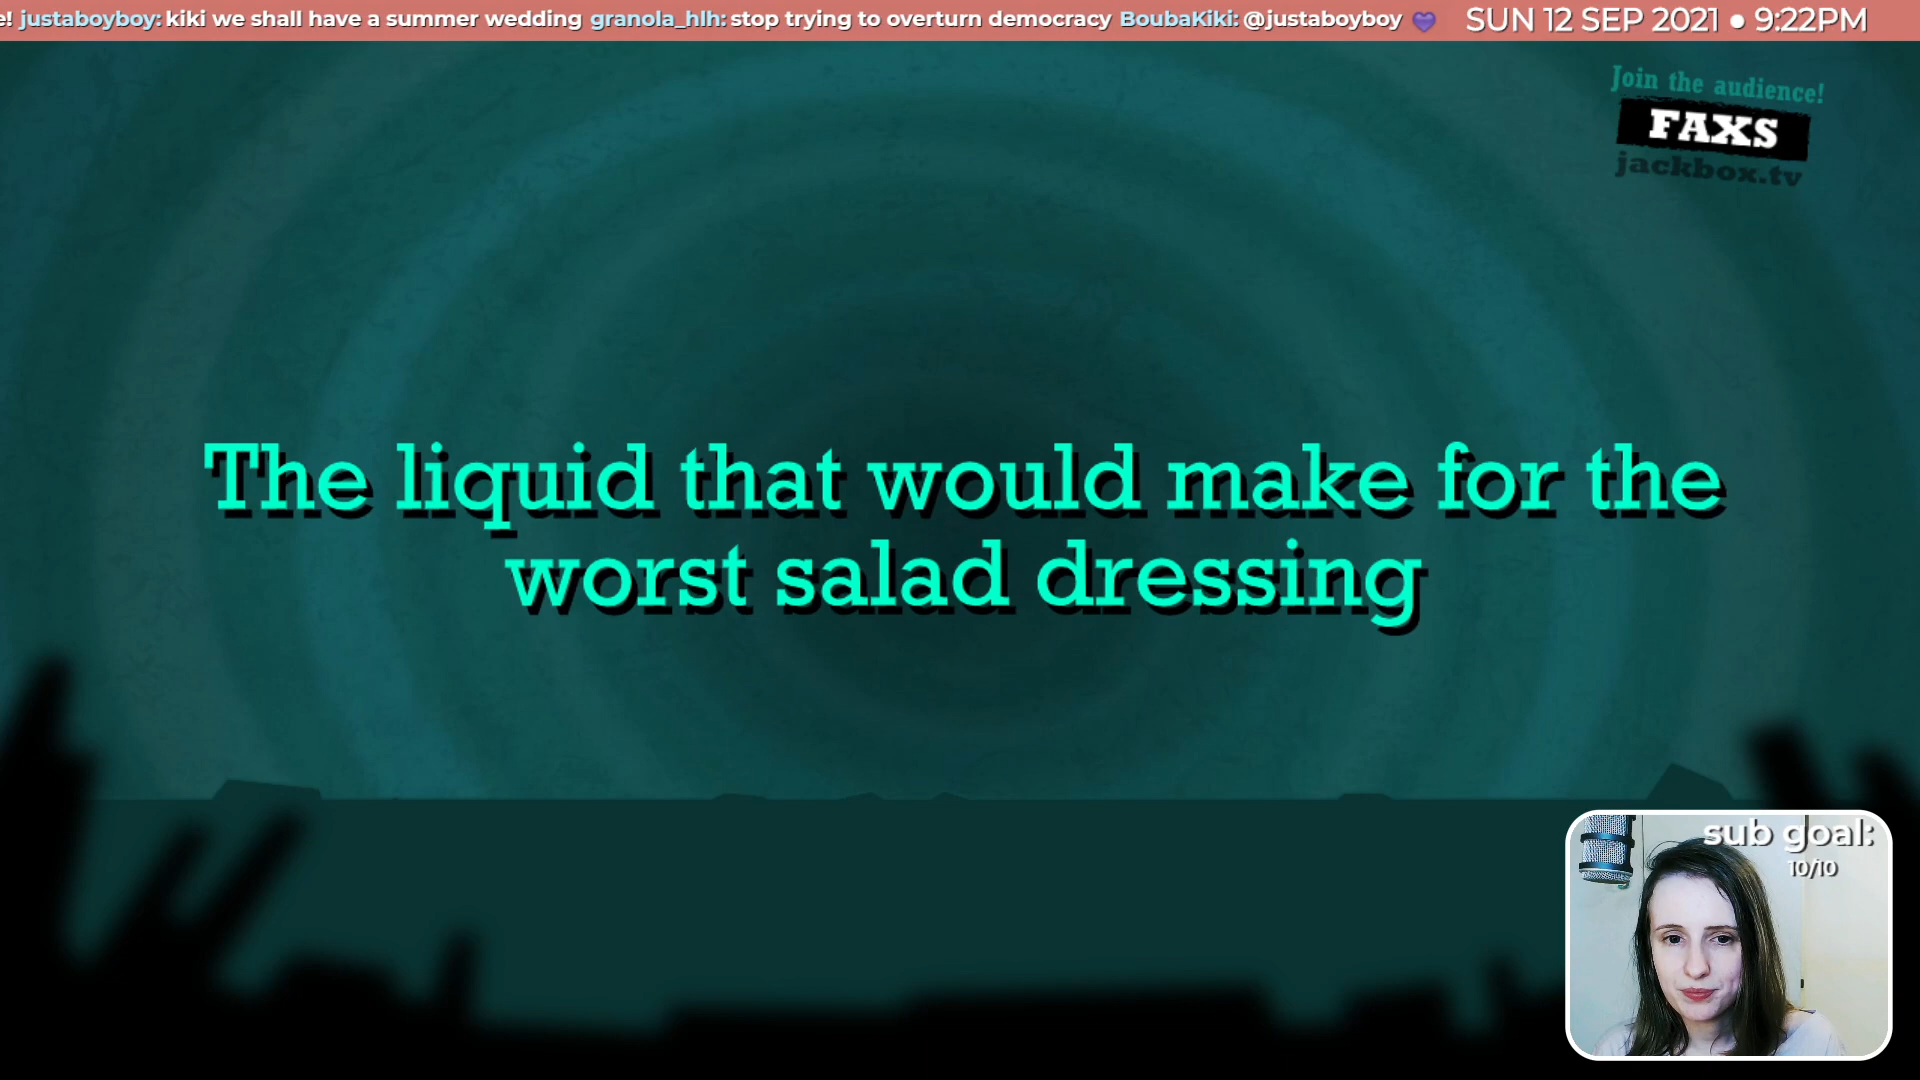 e! justaboyboy: kiki we shall have a summer wedding granola_hlh: stop trying to overturn democracy BoubaKiki: @justaboyboy 💜 SUN 12 SEP 2021 ● 9:22PM
Join the audience!
FAXS
jackbox.tv
The liquid that would make for the
worst salad dressing
sub goal:
10/10